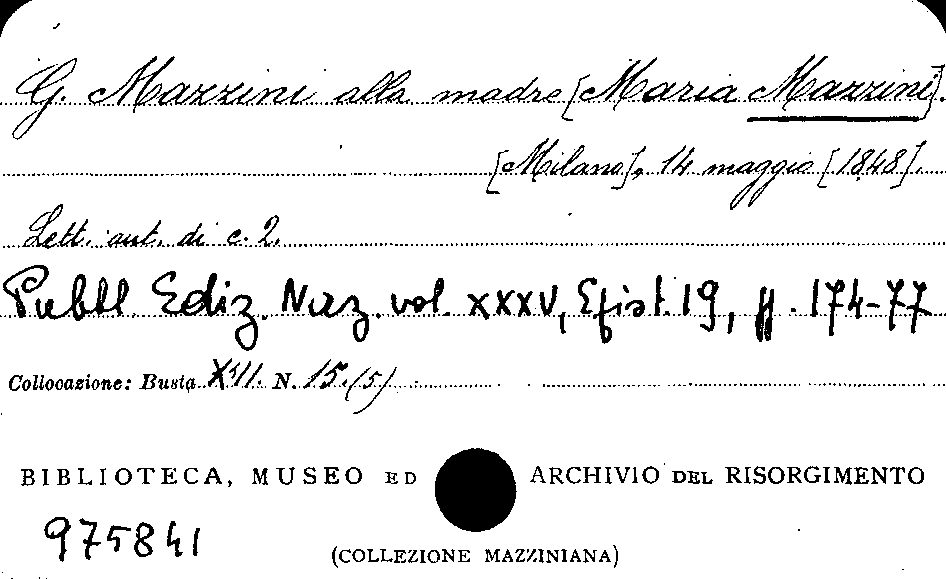 G. Mazzini alla madre [Maria Mazzini].
[Milano], 14 maggio [1848].
Lett. aut. di c. 2.
Pubbl. Ediz. Naz. vol. XXXV, Epist. 19, pp. 174-77
Collocazione: Busta XVII. N. 15.(5)
BIBLIOTECA, MUSEO ED ARCHIVIO DEL RISORGIMENTO
975841
(COLLEZIONE MAZZINIANA)